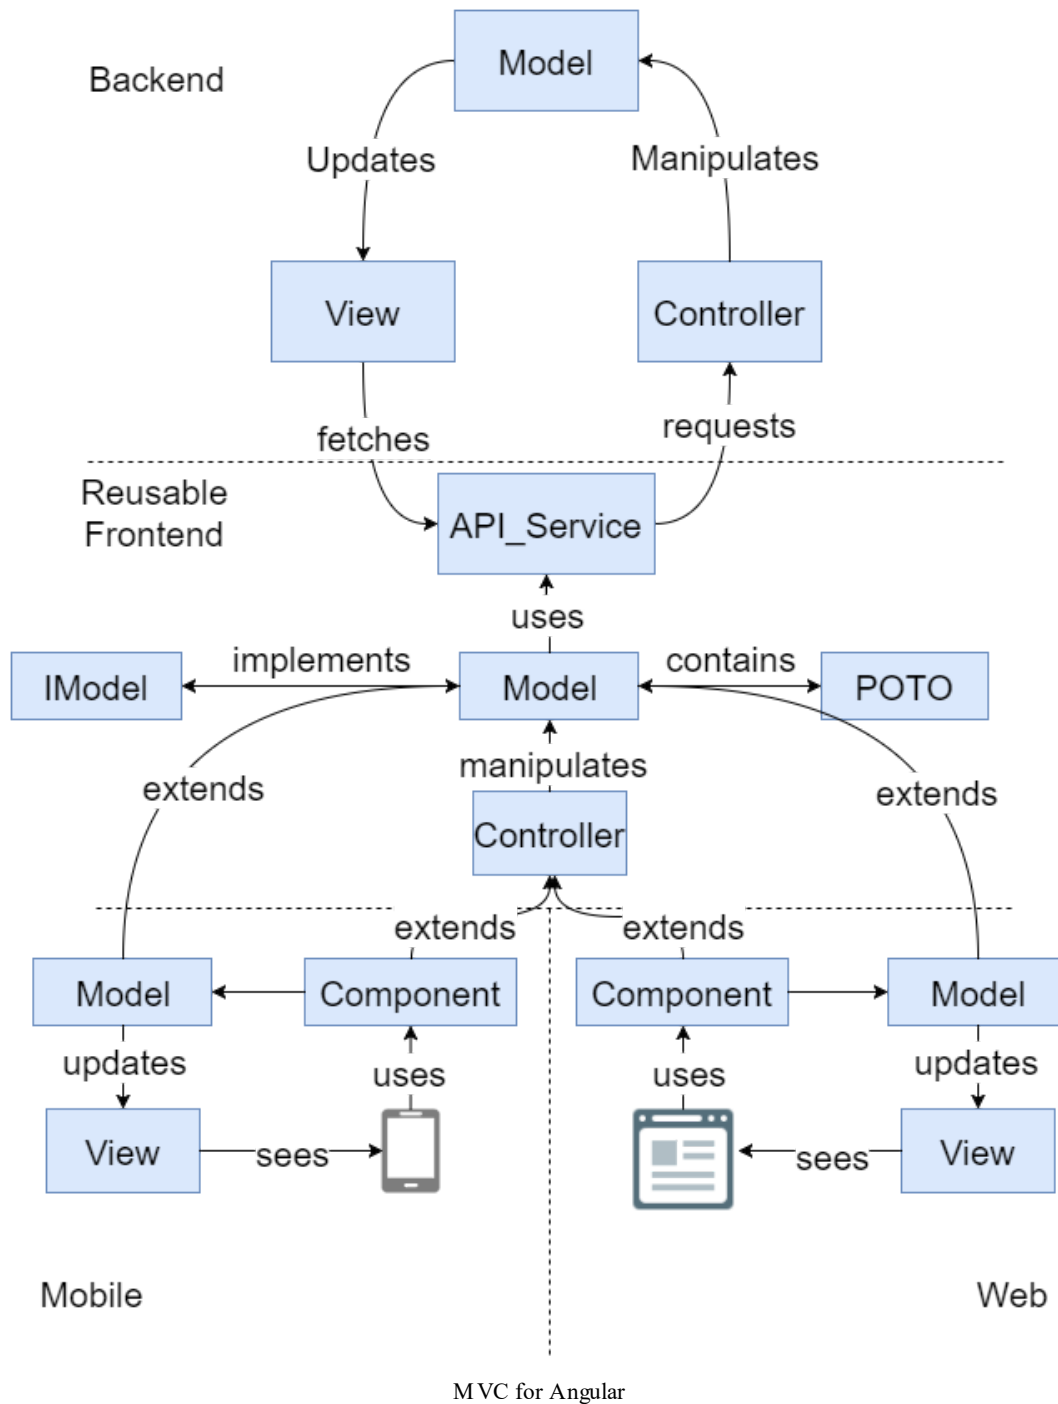 Model
Backend
Updates
Manipulates
View
Controller
fetches
requests
Reusable
Frontend
API_Service
uses
implements
contains
IModel
Model
POTO
manipulates
extends
extends
Controller
extends
extends
Model
Component
Component
Model
updates
uses
uses
updates
View
sees
sees
View
Mobile
Web
MVC for Angular